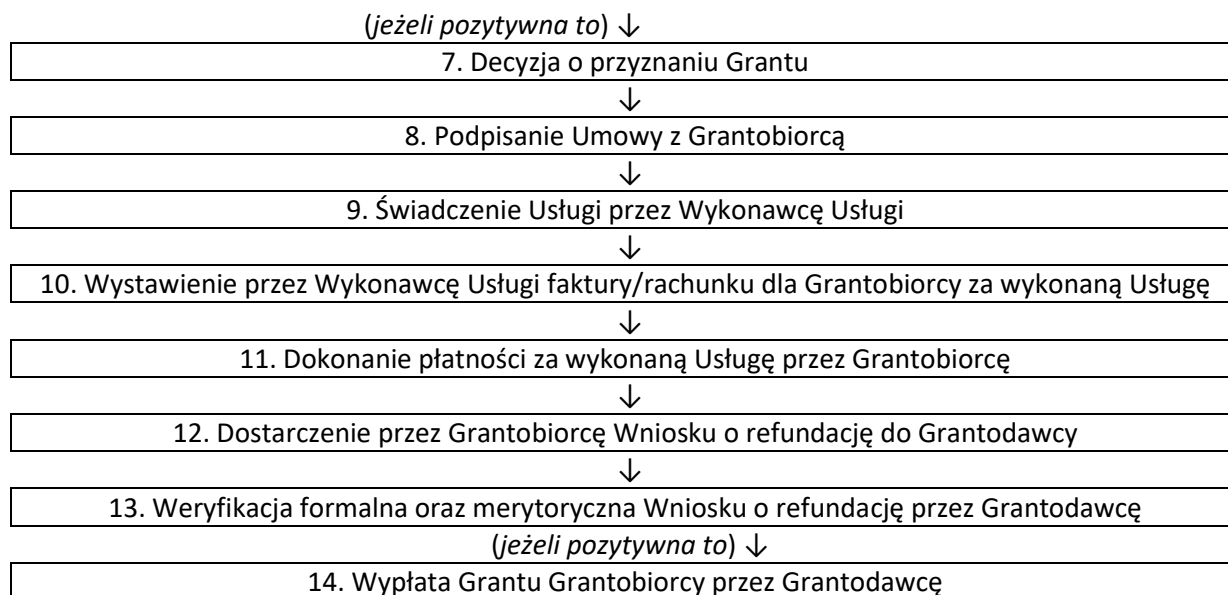 (jeżeli pozytywna to) ↓
7. Decyzja o przyznaniu Grantu
↓
8. Podpisanie Umowy z Grantobiorcą
↓
9. Świadczenie Usługi przez Wykonawcę Usługi
↓
10. Wystawienie przez Wykonawcę Usługi faktury/rachunku dla Grantobiorcy za wykonaną Usługę
↓
11. Dokonanie płatności za wykonaną Usługę przez Grantobiorcę
↓
12. Dostarczenie przez Grantobiorcę Wniosku o refundację do Grantodawcy
↓
13. Weryfikacja formalna oraz merytoryczna Wniosku o refundację przez Grantodawcę
(jeżeli pozytywna to) ↓
14. Wypłata Grantu Grantobiorcy przez Grantodawcę